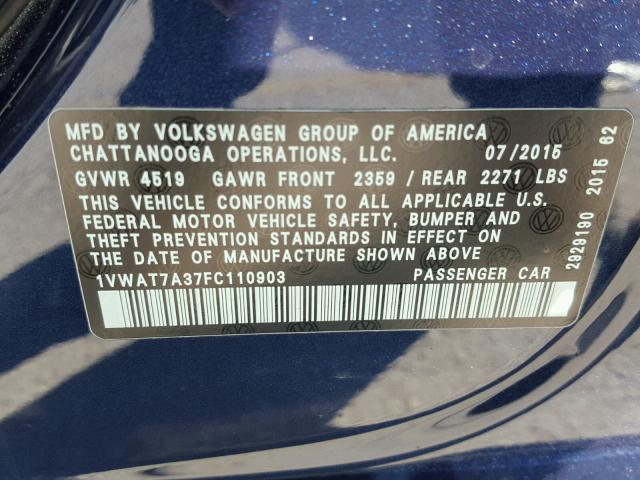 MFD BY VOLKSWAGEN GROUP OF AMERICA
CHATTANOOGA OPERATIONS, LLC. 07/2015
GVWR 4519 GAWR FRONT 2359 / REAR 2271 LBS
THIS VEHICLE CONFORMS TO ALL APPLICABLE U.S.
FEDERAL MOTOR VEHICLE SAFETY, BUMPER AND
THEFT PREVENTION STANDARDS IN EFFECT ON
THE DATE OF MANUFACTURE SHOWN ABOVE
1VWAT7A37FC110903 PASSENGER CAR
2929190 2015 62